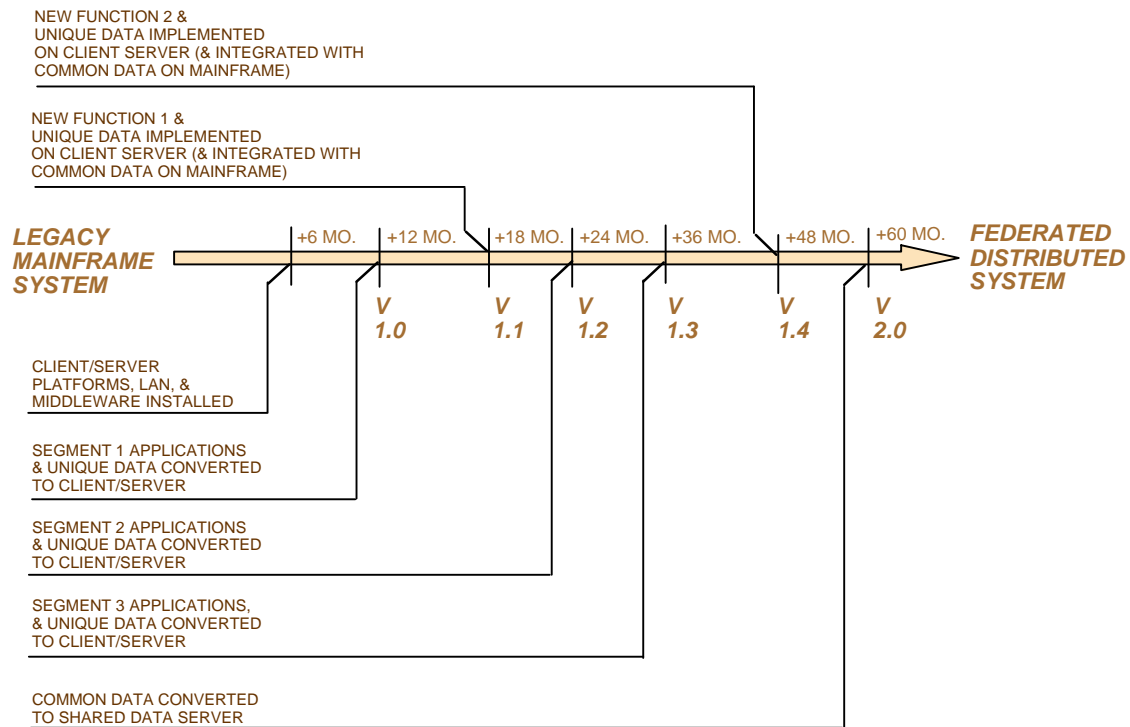 NEW FUNCTION 2 &
UNIQUE DATA IMPLEMENTED
ON CLIENT SERVER (& INTEGRATED WITH
COMMON DATA ON MAINFRAME)
NEW FUNCTION 1 &
UNIQUE DATA IMPLEMENTED
ON CLIENT SERVER (& INTEGRATED WITH
COMMON DATA ON MAINFRAME)
LEGACY
MAINFRAME
SYSTEM
+6 MO.
+12 MO.
+18 MO.
+24 MO.
+36 MO.
+48 MO.
+60 MO.
FEDERATED
DISTRIBUTED
SYSTEM
V
1.0
V
1.1
V
1.2
V
1.3
V
1.4
V
2.0
CLIENT/SERVER
PLATFORMS, LAN, &
MIDDLEWARE INSTALLED
SEGMENT 1 APPLICATIONS
& UNIQUE DATA CONVERTED
TO CLIENT/SERVER
SEGMENT 2 APPLICATIONS
& UNIQUE DATA CONVERTED
TO CLIENT/SERVER
SEGMENT 3 APPLICATIONS,
& UNIQUE DATA CONVERTED
TO CLIENT/SERVER
COMMON DATA CONVERTED
TO SHARED DATA SERVER